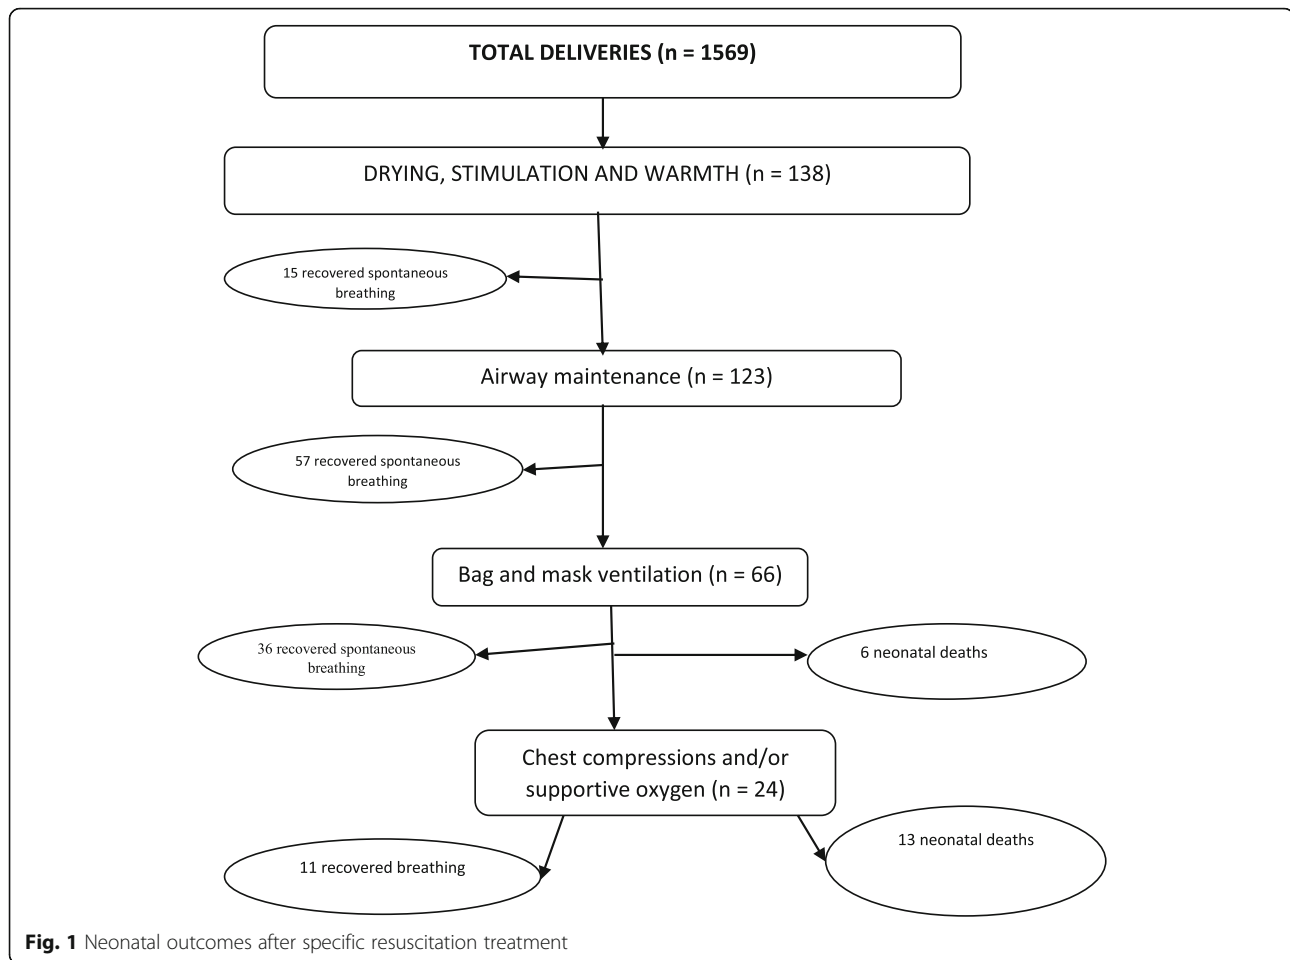 TOTAL DELIVERIES (n = 1569)
DRYING, STIMULATION AND WARMTH (n = 138)
15 recovered spontaneous
breathing
Airway maintenance (n = 123)
57 recovered spontaneous
breathing
Bag and mask ventilation (n = 66)
36 recovered spontaneous
breathing
6 neonatal deaths
Chest compressions and/or
supportive oxygen (n = 24)
11 recovered breathing
13 neonatal deaths
Fig. 1 Neonatal outcomes after specific resuscitation treatment